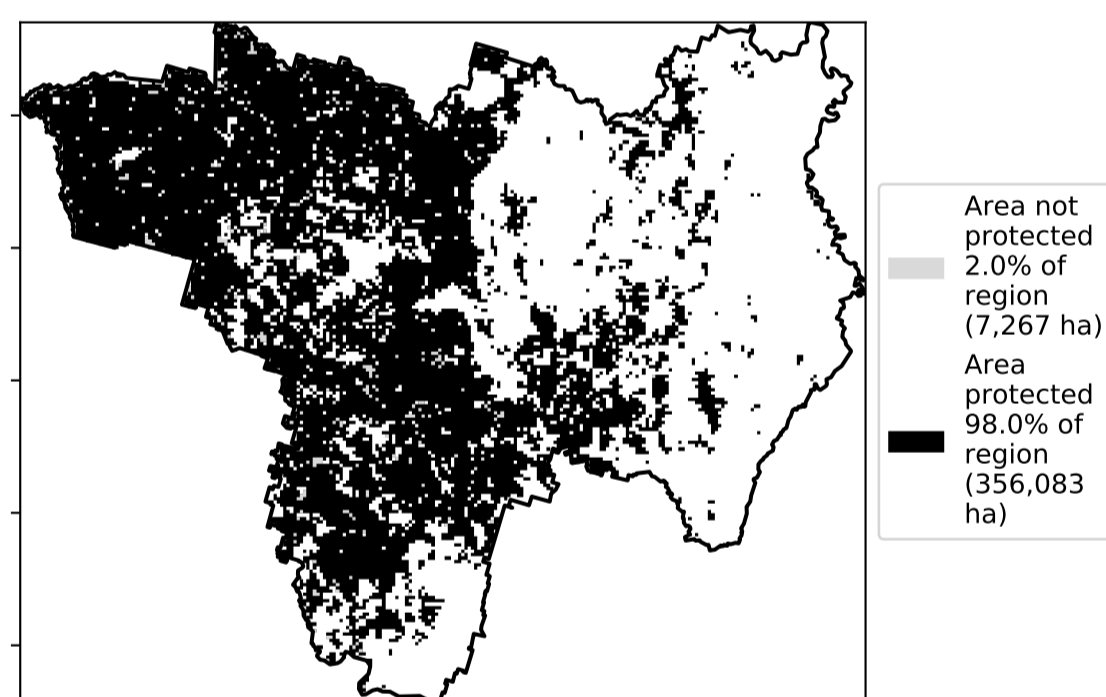 Area not
protected
2.0% of
region
(7,267 ha)
Area
protected
98.0% of
region
(356,083
ha)